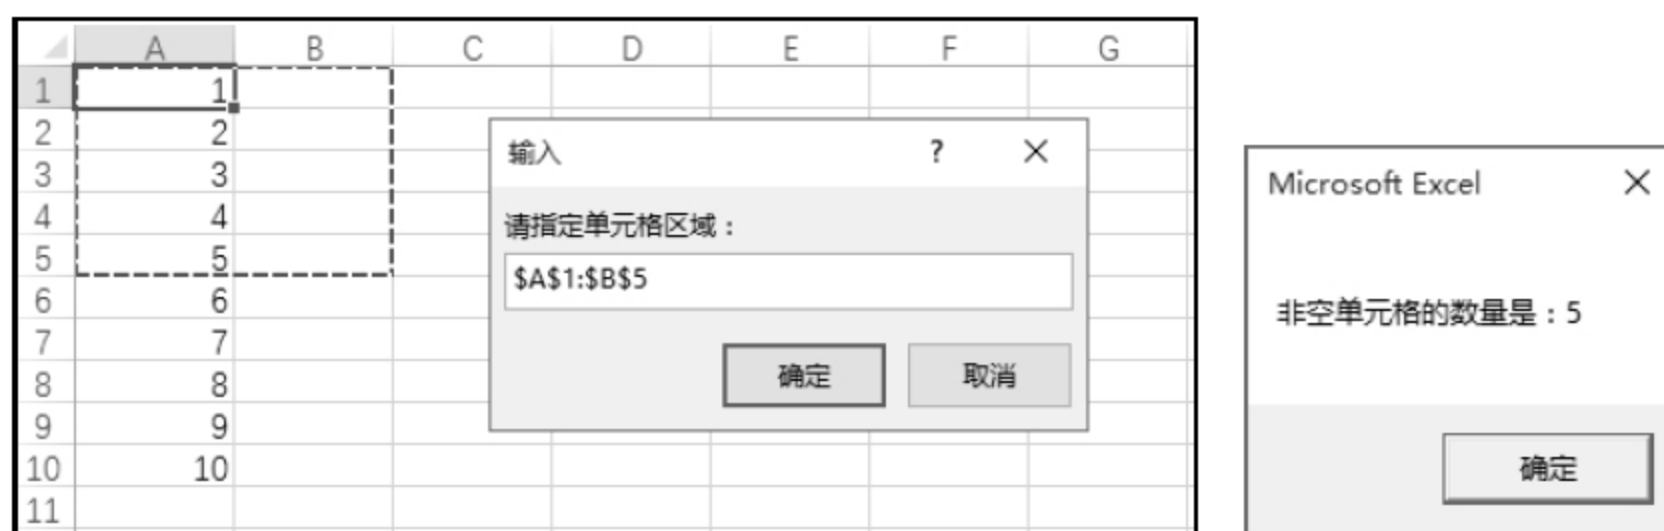 A B C D E F G
1 1
2 2
3 3
4 4
5 5
6 6
7 7
8 8
9 9
10 10
11
输入 ? ×
请指定单元格区域：
$A$1:$B$5
确定 取消
Microsoft Excel ×
非空单元格的数量是：5
确定